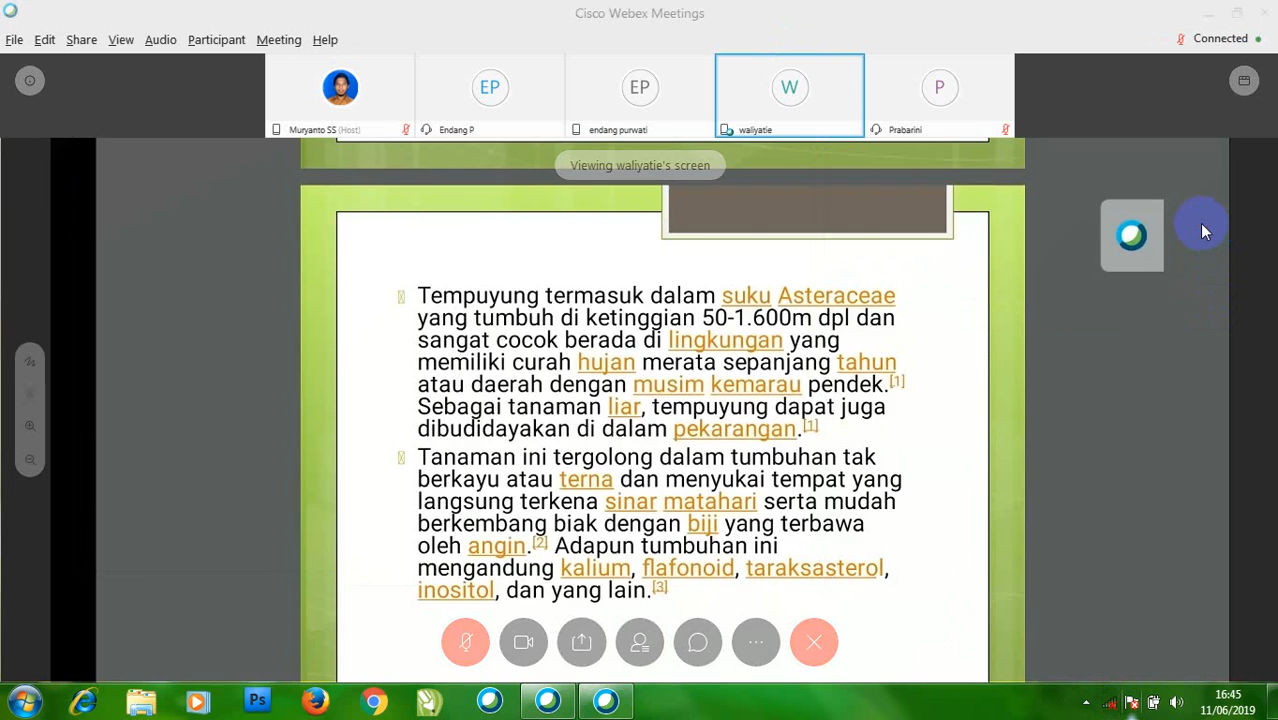 Cisco Webex Meetings
File Edit Share View Audio Participant Meeting Help
Connected
EP EP W P
Muryanto SS (Host) Endang P endang purwati waliyatie Prabarini
Viewing waliyatie's screen
Tempuyung termasuk dalam suku Asteraceae
yang tumbuh di ketinggian 50-1.600m dpl dan
sangat cocok berada di lingkungan yang
memiliki curah hujan merata sepanjang tahun
atau daerah dengan musim kemarau pendek.[1]
Sebagai tanaman liar, tempuyung dapat juga
dibudidayakan di dalam pekarangan.[1]
Tanaman ini tergolong dalam tumbuhan tak
berkayu atau terna dan menyukai tempat yang
langsung terkena sinar matahari serta mudah
berkembang biak dengan biji yang terbawa
oleh angin.[2] Adapun tumbuhan ini
mengandung kalium, flafonoid, taraksasterol,
inositol, dan yang lain.[3]
Ps
16:45
11/06/2019